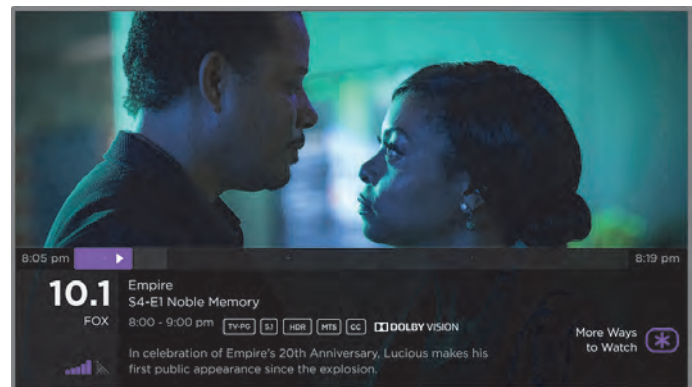 8:05 pm 8:19 pm
10.1 Empire
S4-E1 Noble Memory
FOX 8:00 - 9:00 pm TV-PG 5.1 HDR MTS CC DOLBY VISION
More Ways
to Watch
In celebration of Empire's 20th Anniversary, Lucious makes his
first public appearance since the explosion.